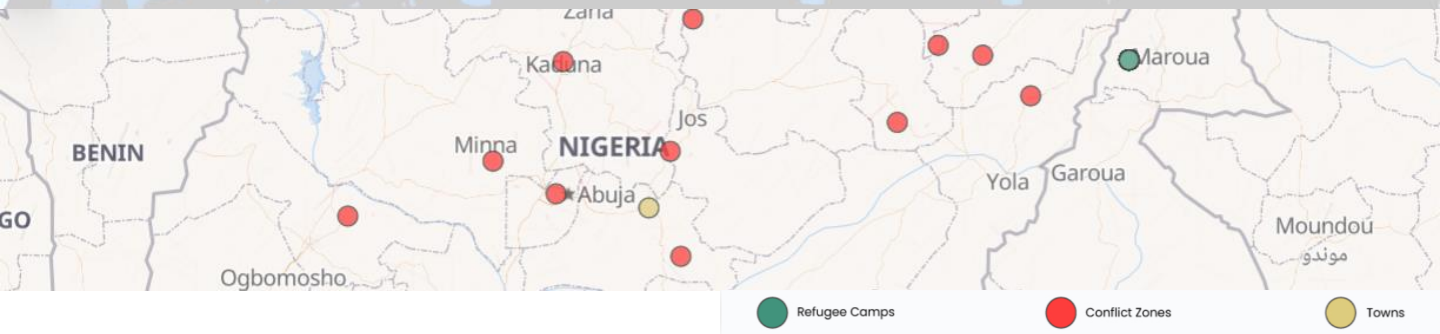 Zaria
Kaduna
Maroua
Jos
Minna
NIGERIA
BENIN
Abuja
Yola
Garoua
GO
Moundou
موندو
Ogbomosho
Refugee Camps
Conflict Zones
Towns